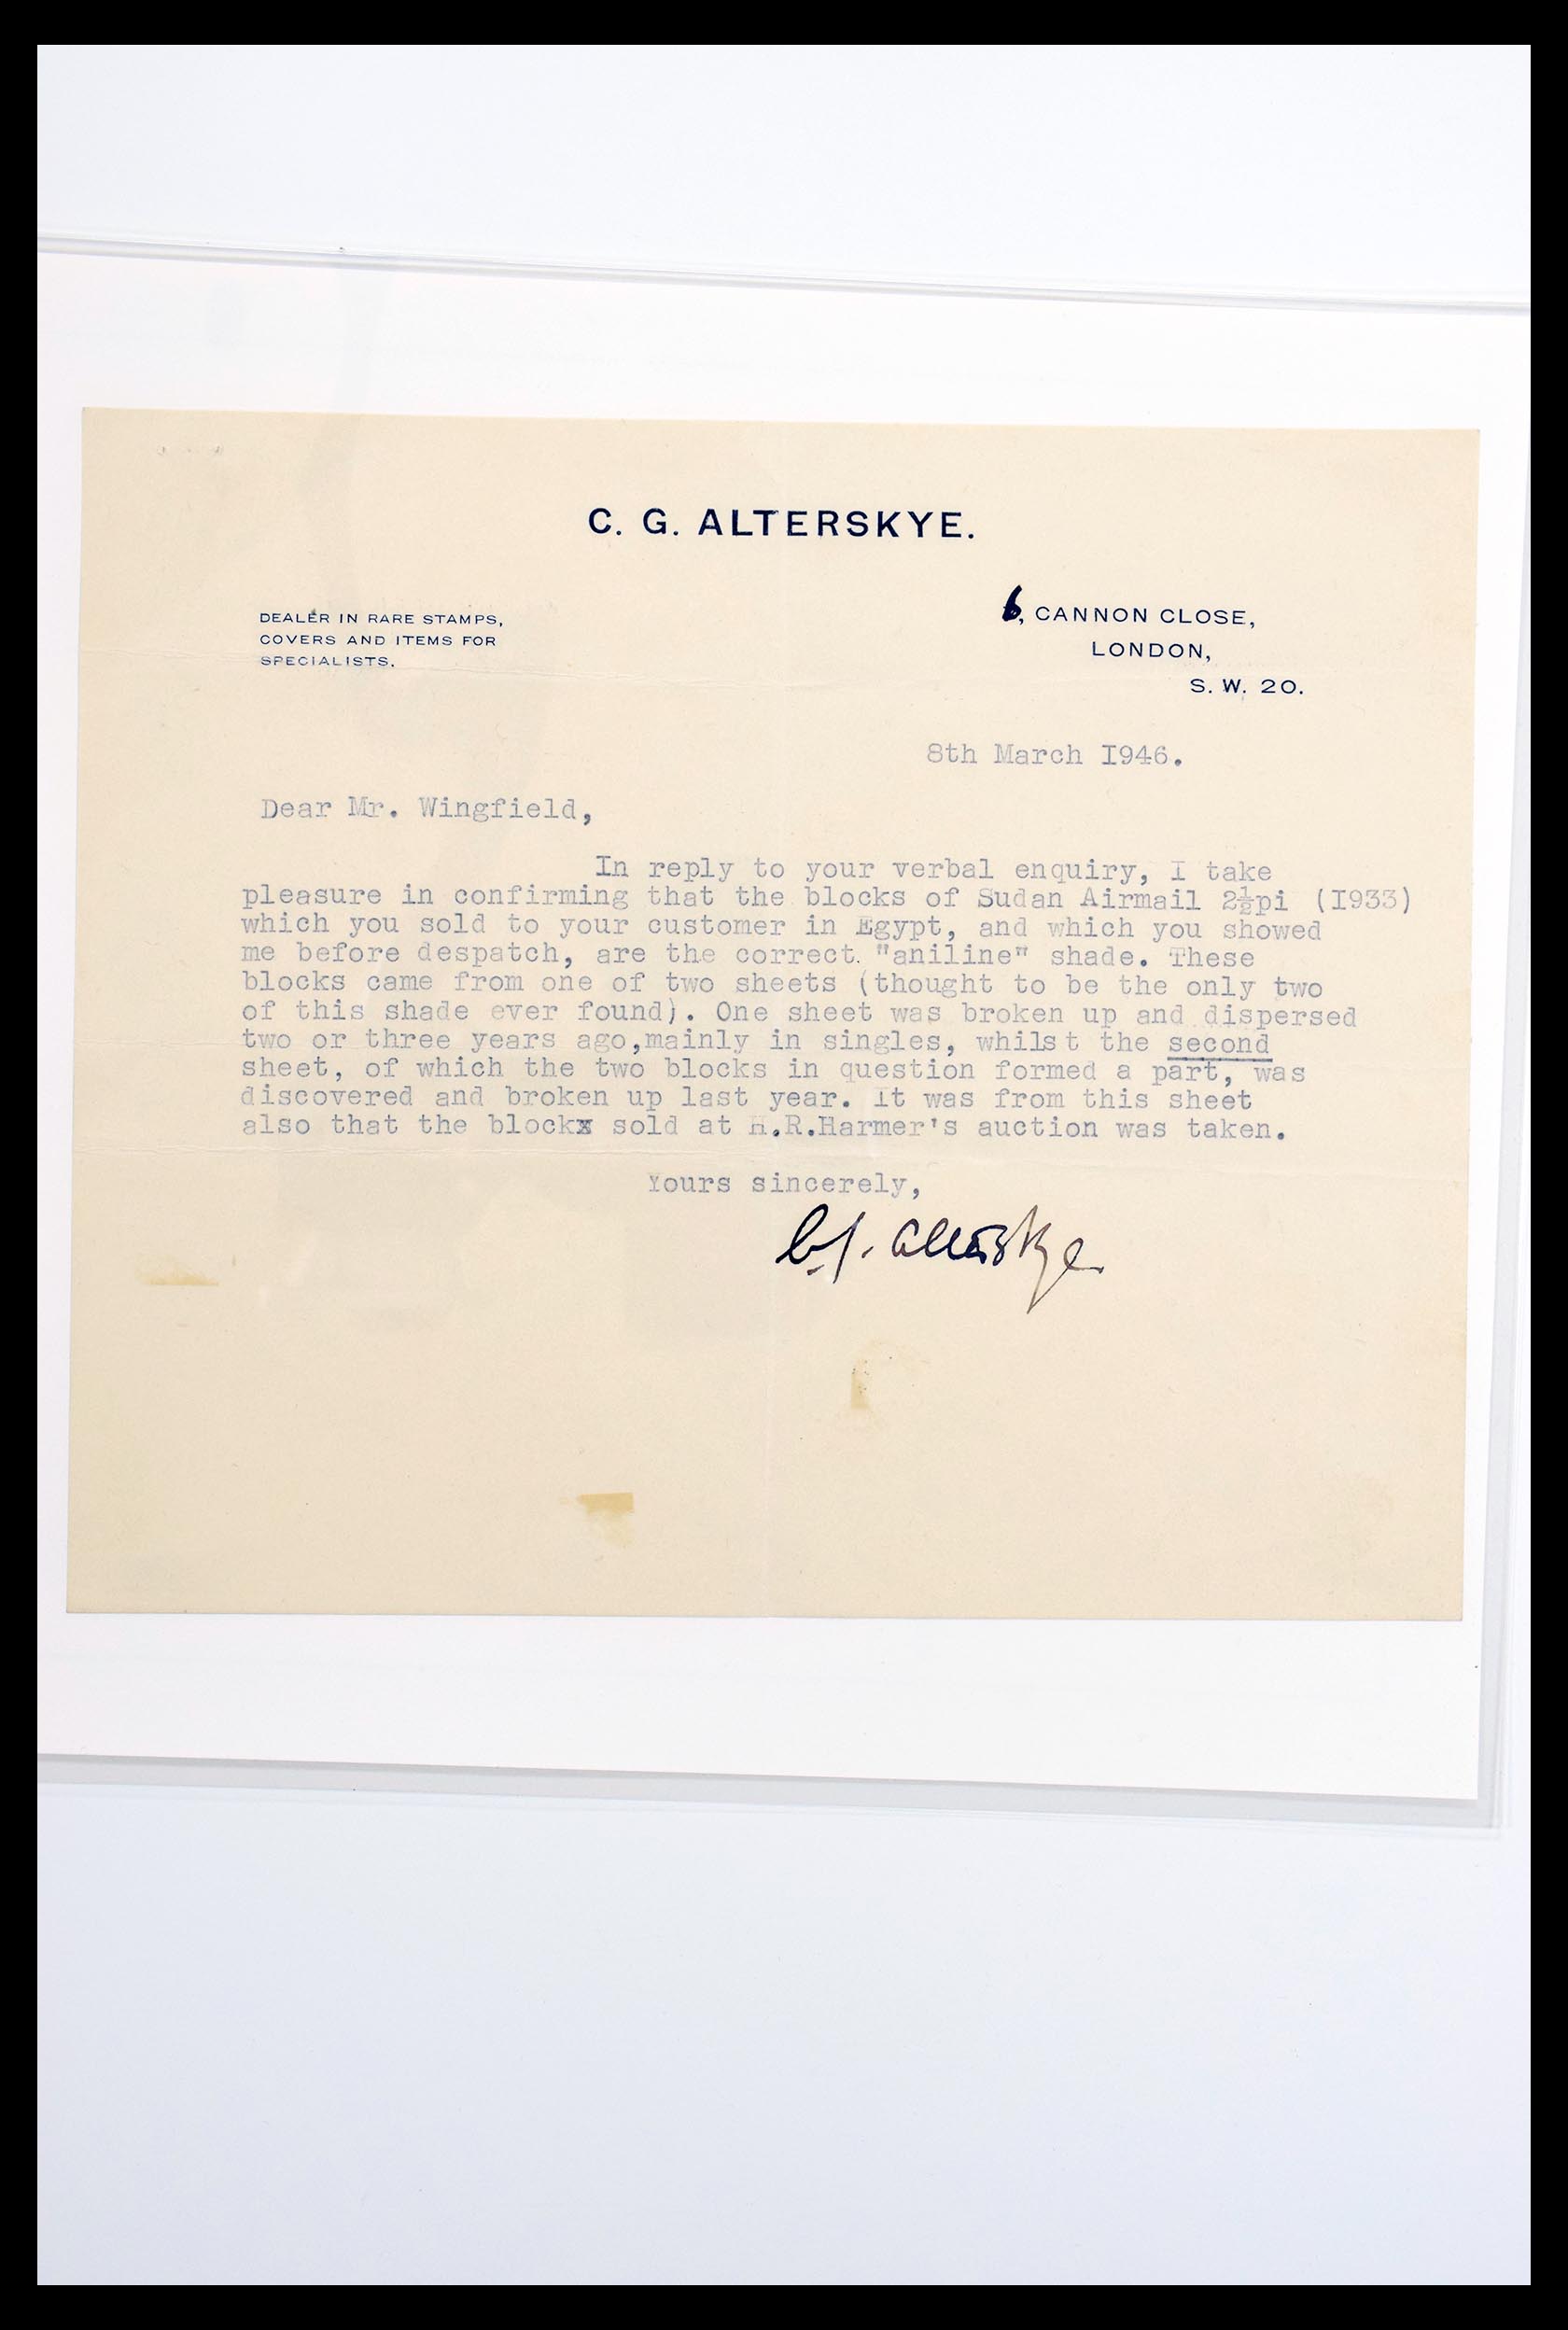 C. G. ALTERSKYE.
DEALER IN RARE STAMPS,
COVERS AND ITEMS FOR
SPECIALISTS.
6, CANNON CLOSE,
LONDON,
S. W. 20.
8th March I946.
Dear Mr. Wingfield,
In reply to your verbal enquiry, I take
pleasure in confirming that the blocks of Sudan Airmail 2½pi (I933)
which you sold to your customer in Egypt, and which you showed
me before despatch, are the correct. "aniline" shade. These
blocks came from one of two sheets (thought to be the only two
of this shade ever found). One sheet was broken up and dispersed
two or three years ago,mainly in singles, whilst the second
sheet, of which the two blocks in question formed a part, was
discovered and broken up last year. It was from this sheet
also that the blockx sold at H.R.Harmer's auction was taken.
Yours sincerely,
C.G. Alterskye